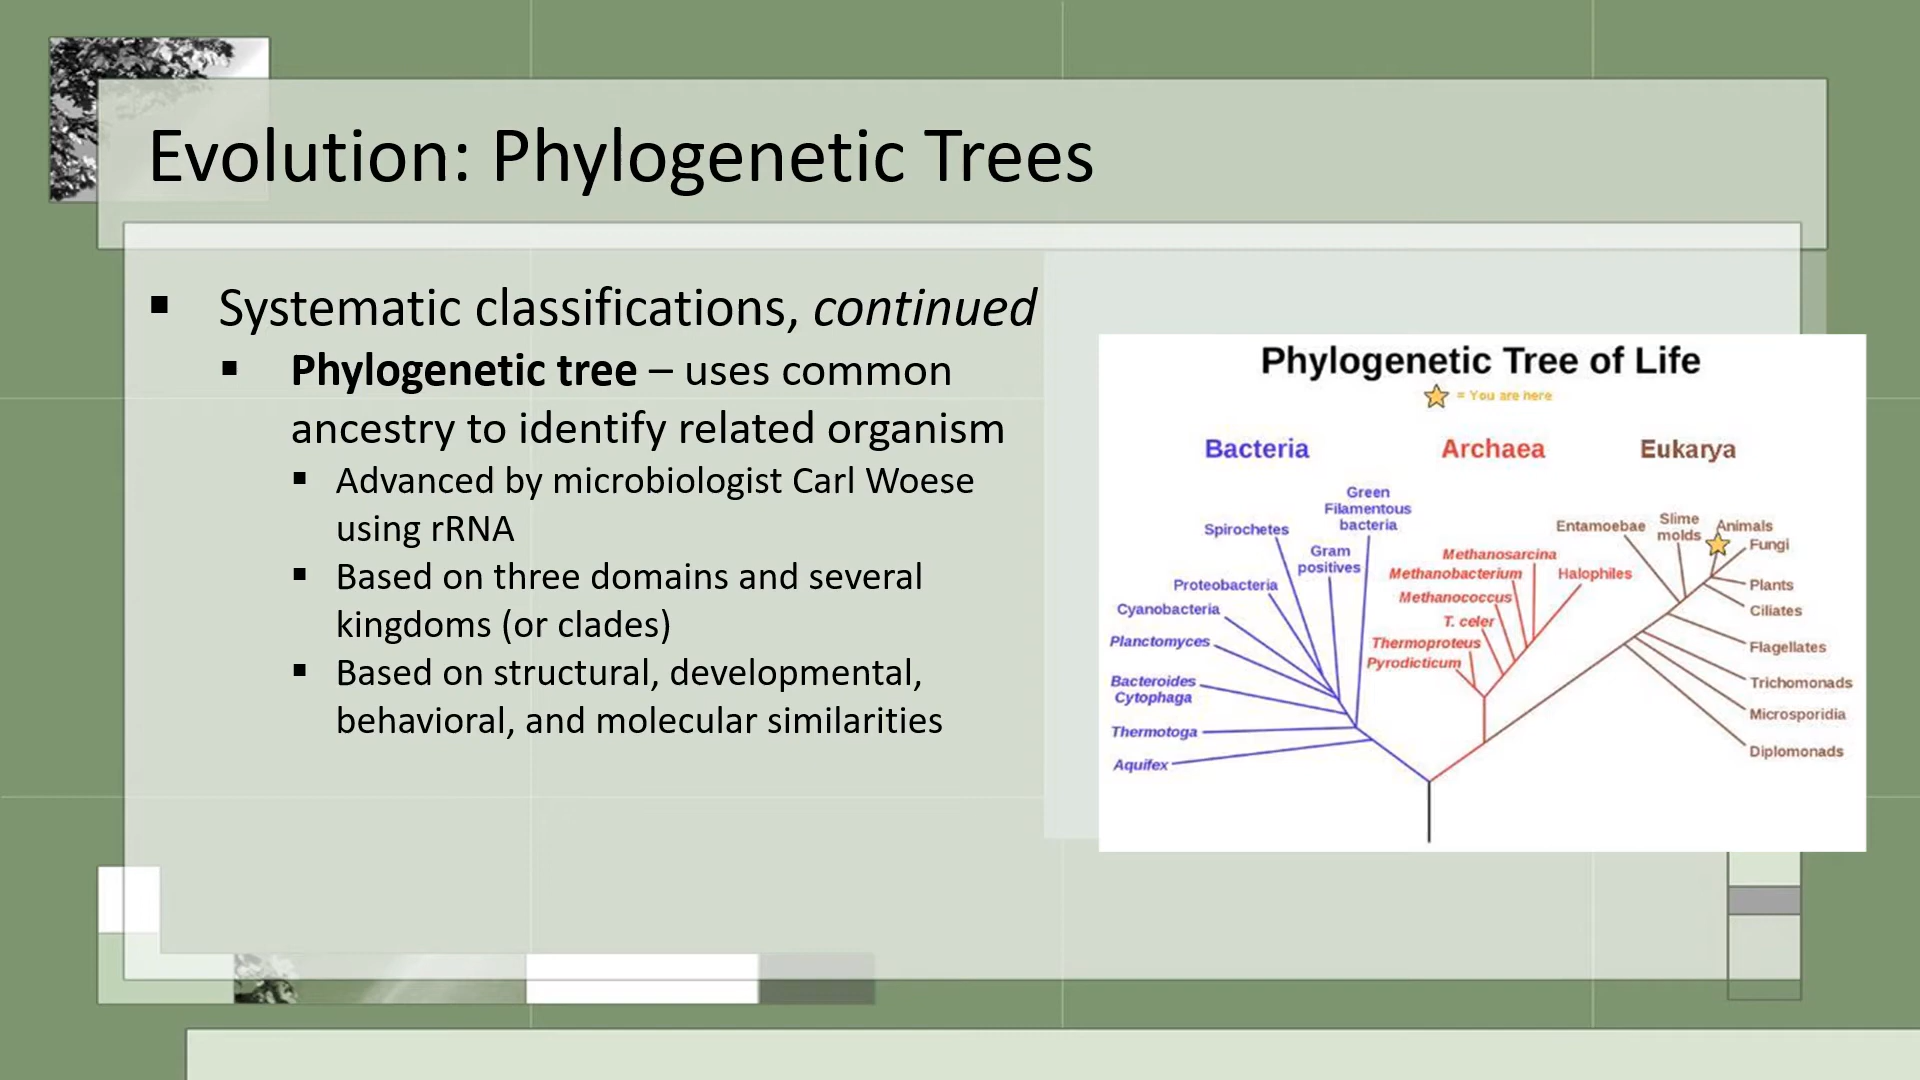 Evolution: Phylogenetic Trees
▪ Systematic classifications, continued
▪ Phylogenetic tree – uses common
ancestry to identify related organism
▪ Advanced by microbiologist Carl Woese
using rRNA
▪ Based on three domains and several
kingdoms (or clades)
▪ Based on structural, developmental,
behavioral, and molecular similarities
Phylogenetic Tree of Life
= You are here
Bacteria
Archaea
Eukarya
Green
Filamentous
bacteria
Spirochetes
Gram
positives
Proteobacteria
Cyanobacteria
Planctomyces
Bacteroides
Cytophaga
Thermotoga
Aquifex
Methanosarcina
Methanobacterium
Halophiles
Methanococcus
T. celer
Thermoproteus
Pyrodicticum
Entamoebae
Slime
molds
Animals
Fungi
Plants
Ciliates
Flagellates
Trichomonads
Microsporidia
Diplomonads